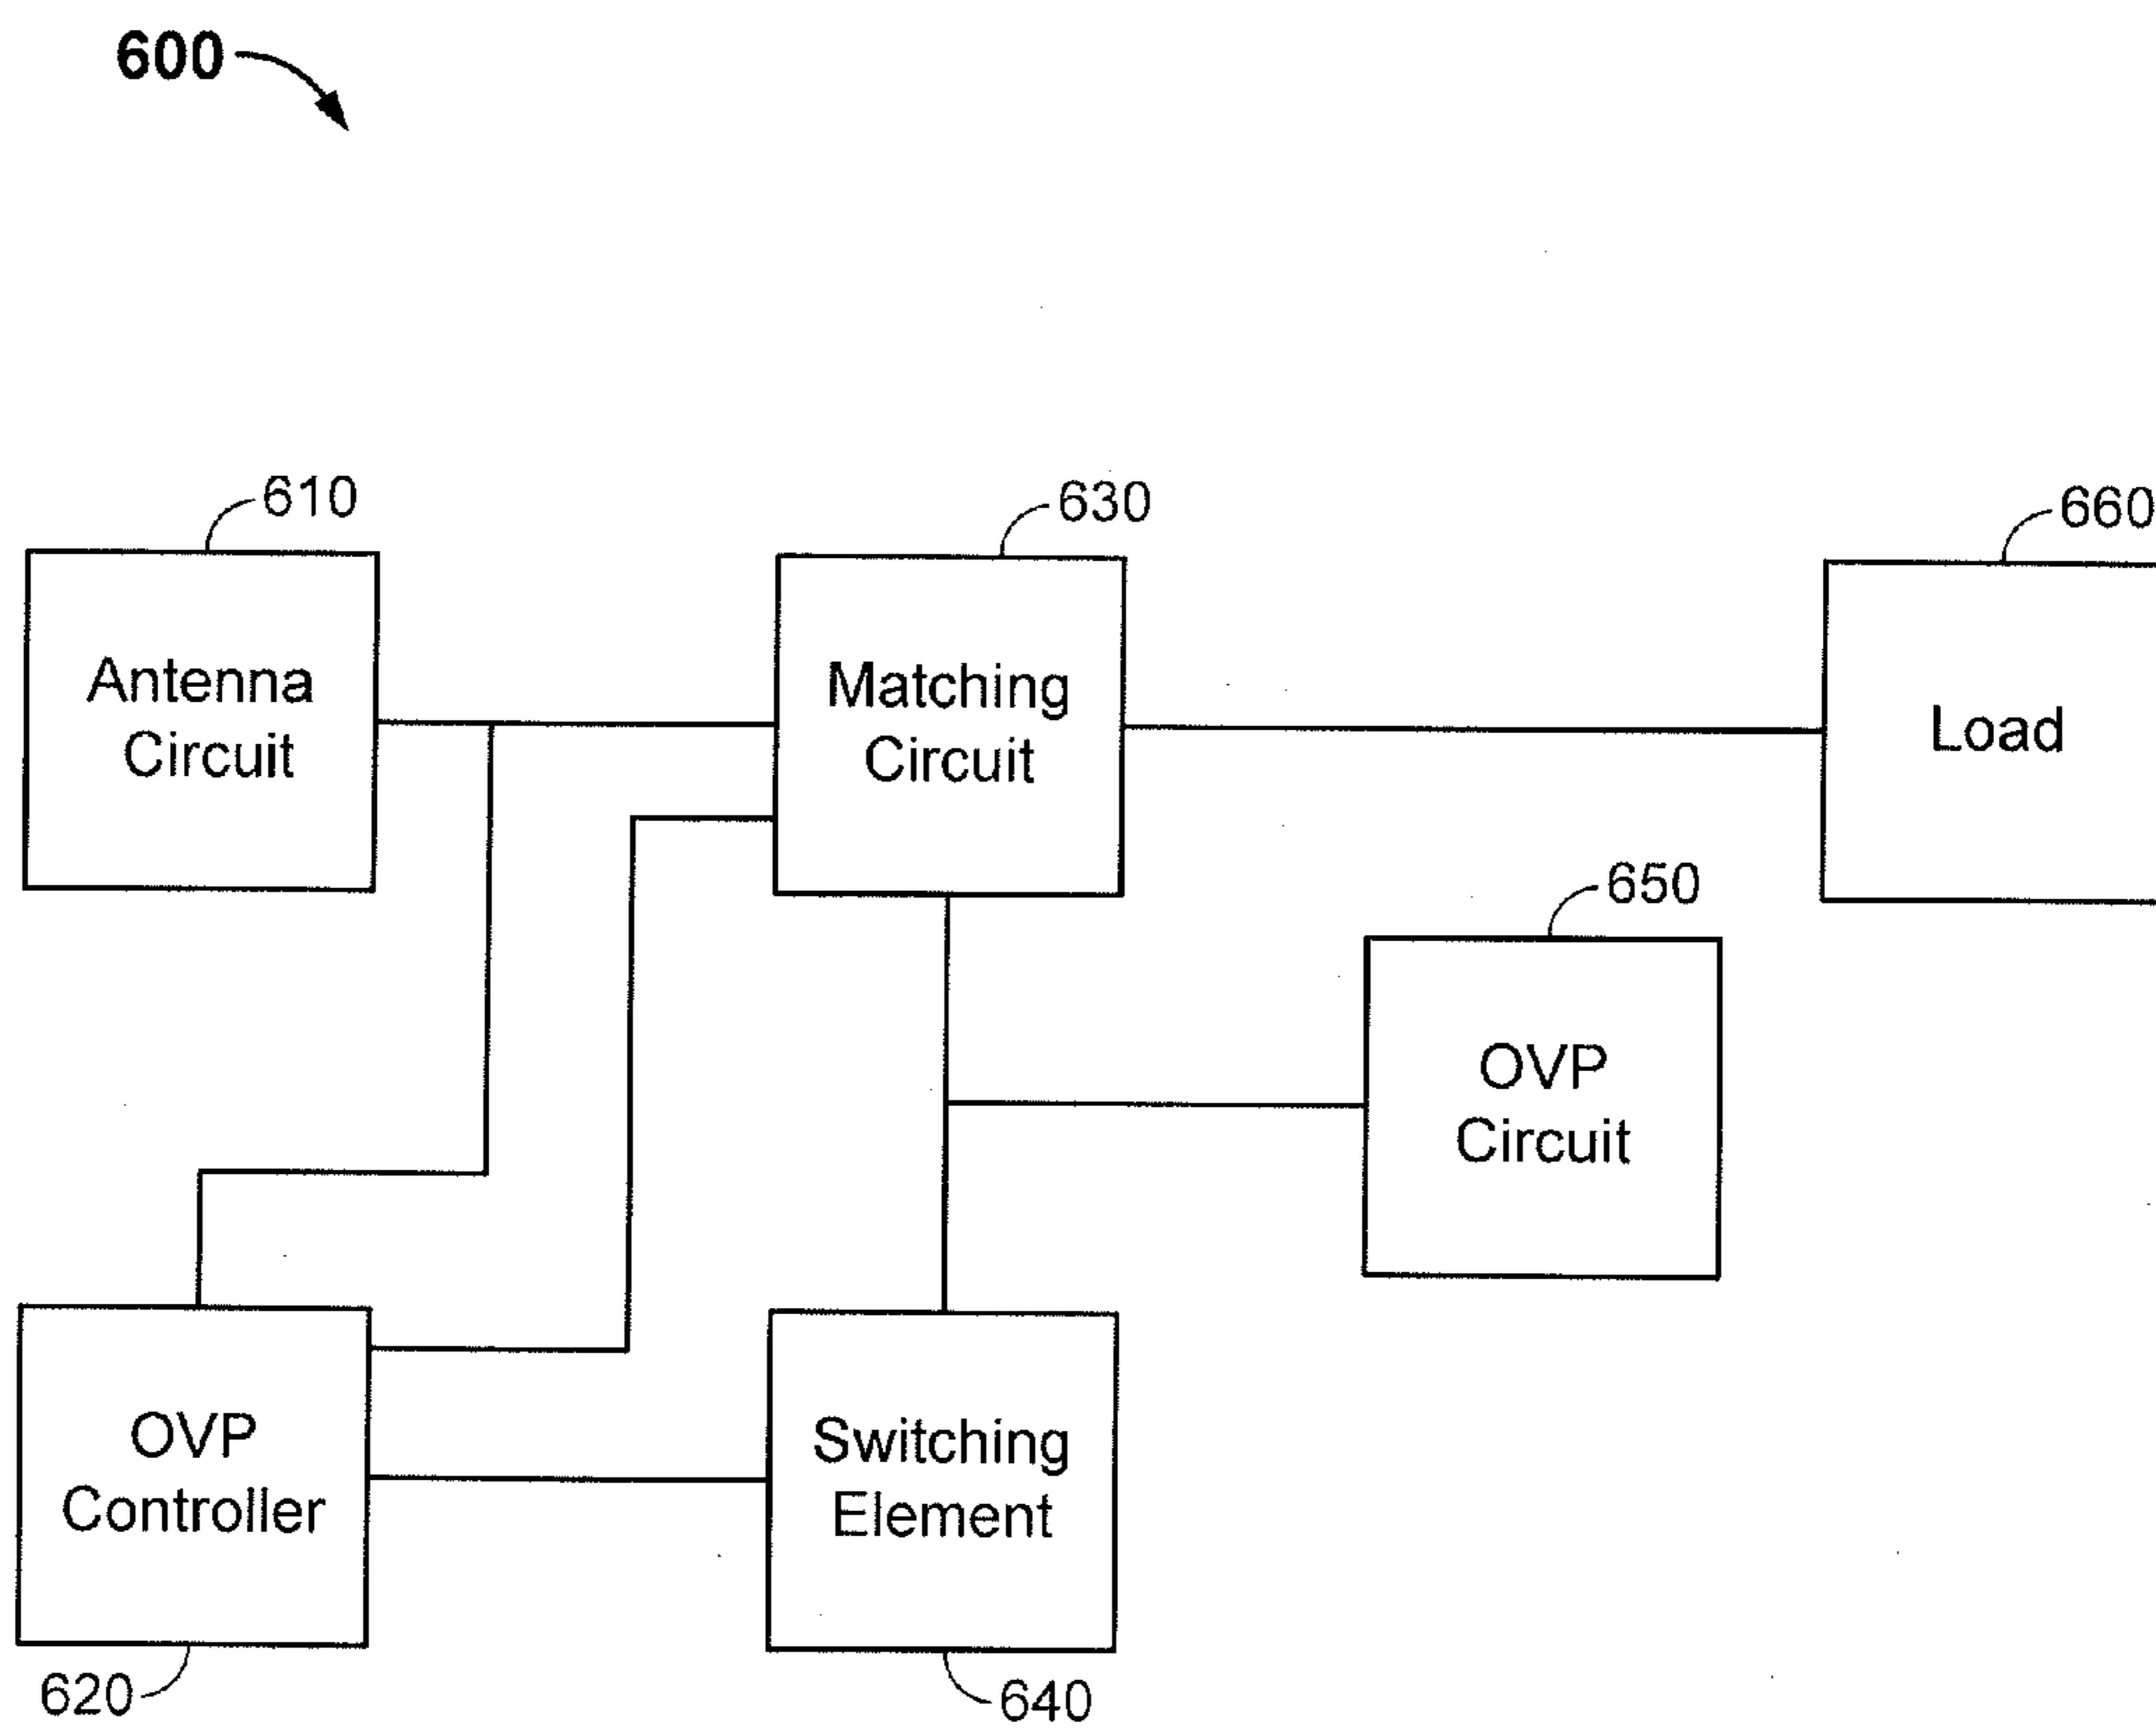 600
610
630
660
Antenna
Circuit
Matching
Circuit
Load
650
OVP
Circuit
OVP
Controller
Switching
Element
620
640